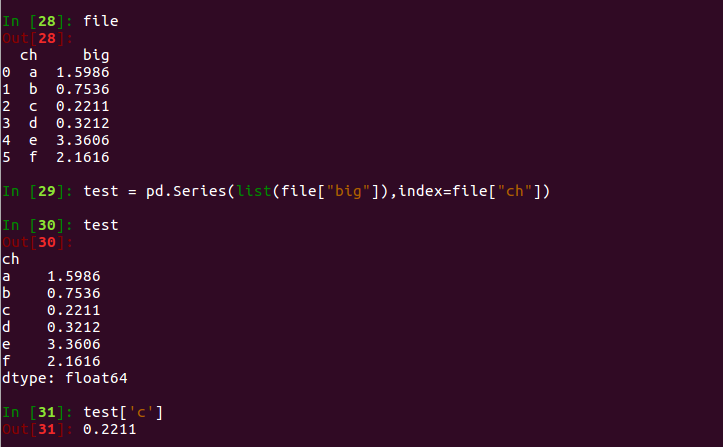 In [28]: file
Out[28]:
  ch     big
0  a  1.5986
1  b  0.7536
2  c  0.2211
3  d  0.3212
4  e  3.3606
5  f  2.1616
In [29]: test = pd.Series(list(file["big"]),index=file["ch"])
In [30]: test
Out[30]:
ch
a    1.5986
b    0.7536
c    0.2211
d    0.3212
e    3.3606
f    2.1616
dtype: float64
In [31]: test['c']
Out[31]: 0.2211